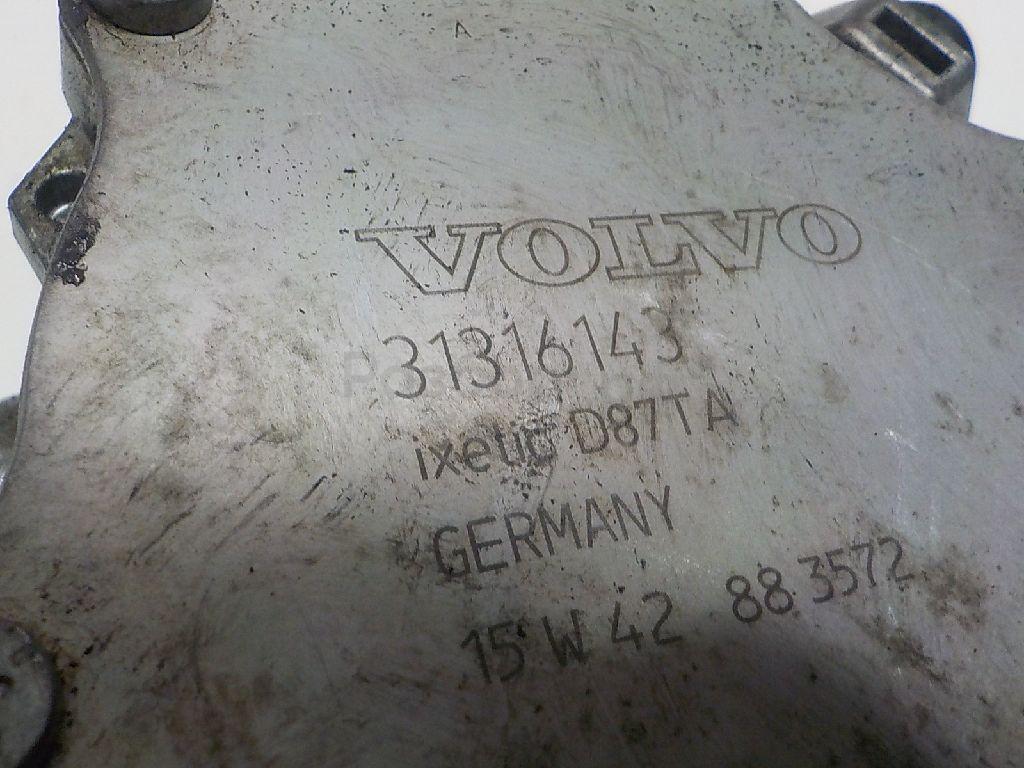 A
VOLVO
31316143
ixetic D87TA
GERMANY
15 W 42 88 3572